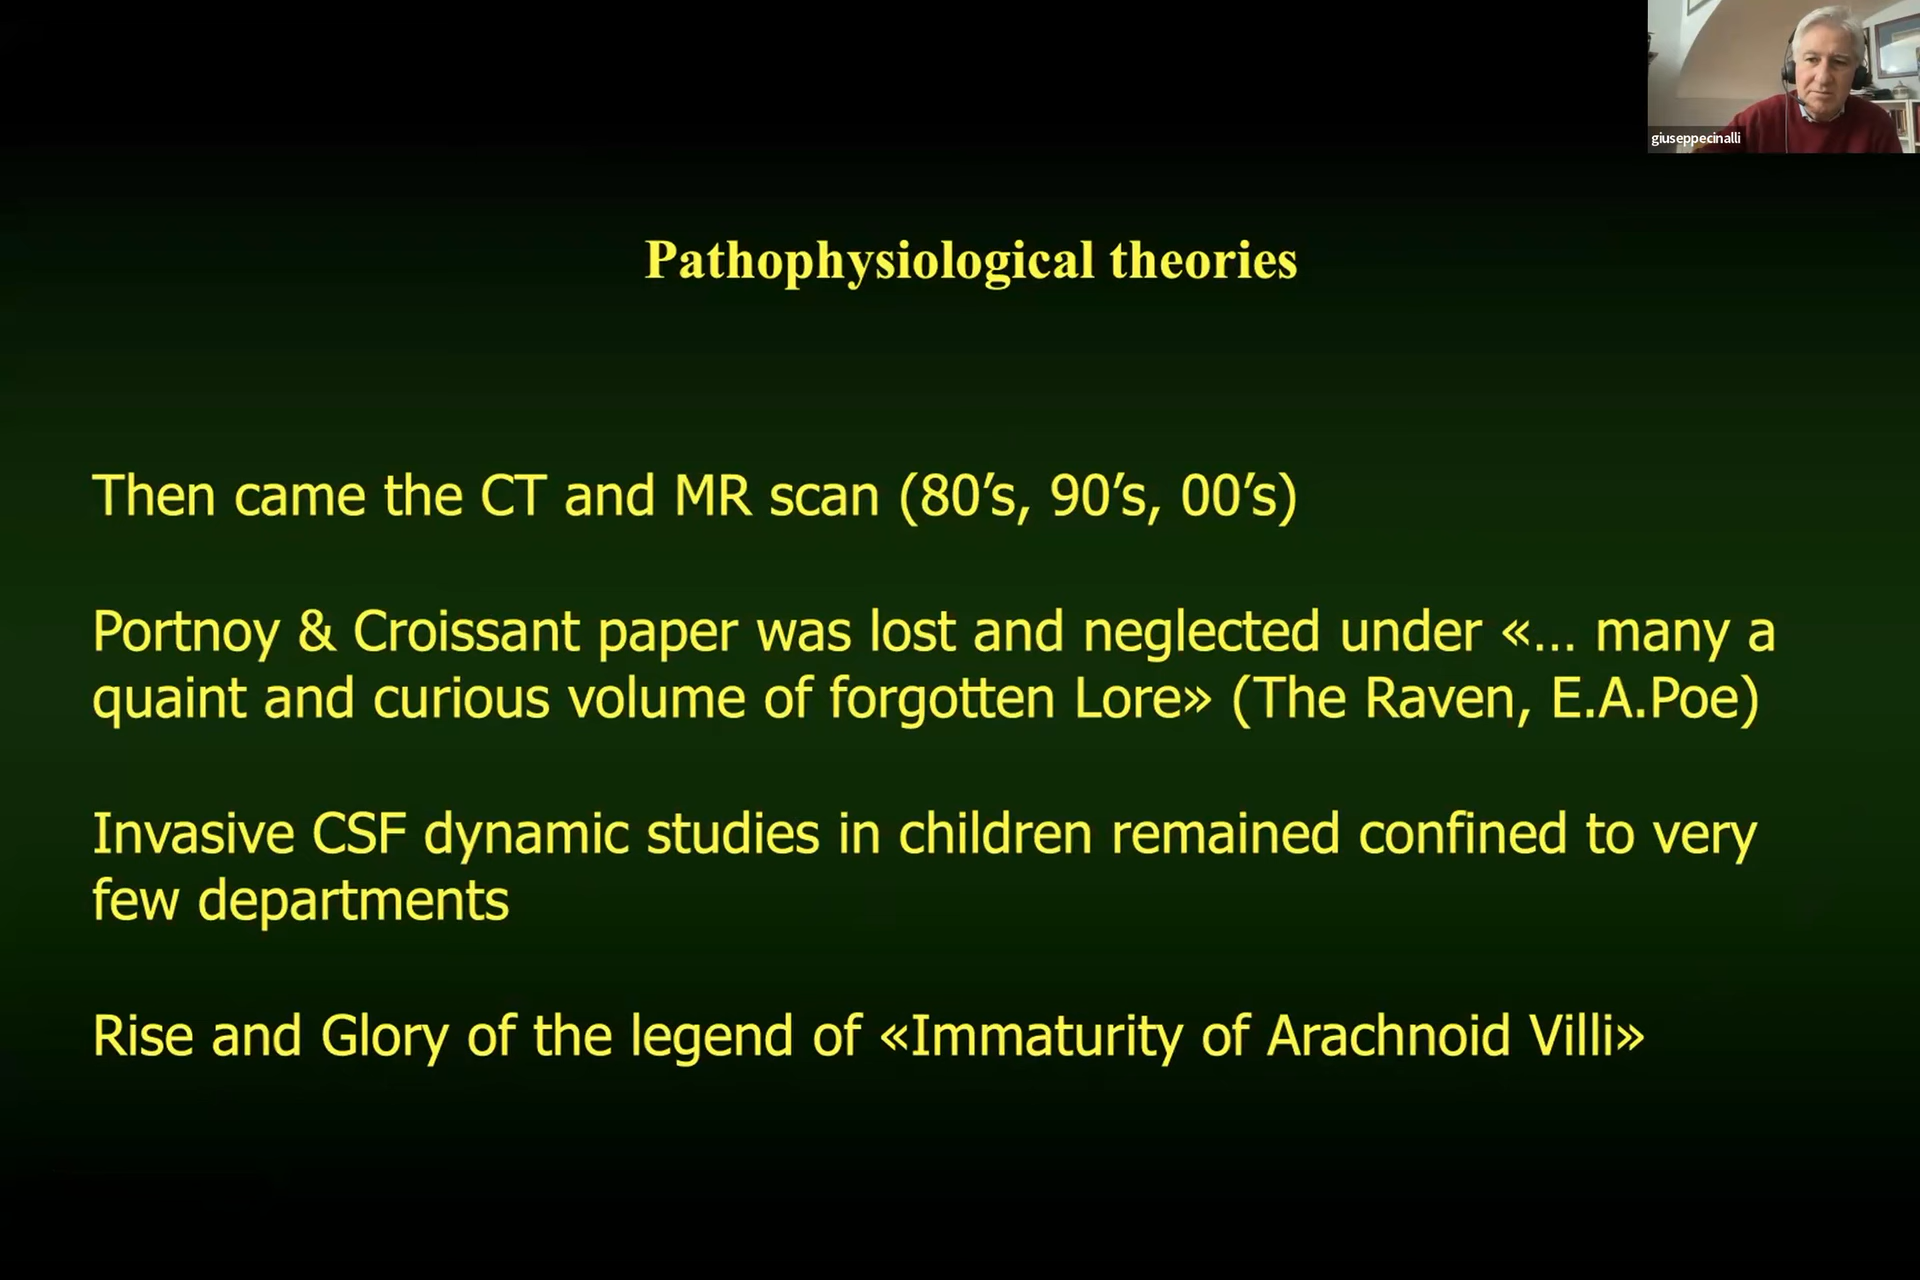 giuseppecinalli
Pathophysiological theories
Then came the CT and MR scan (80’s, 90’s, 00’s)
Portnoy & Croissant paper was lost and neglected under «... many a
quaint and curious volume of forgotten Lore» (The Raven, E.A.Poe)
Invasive CSF dynamic studies in children remained confined to very
few departments
Rise and Glory of the legend of «Immaturity of Arachnoid Villi»